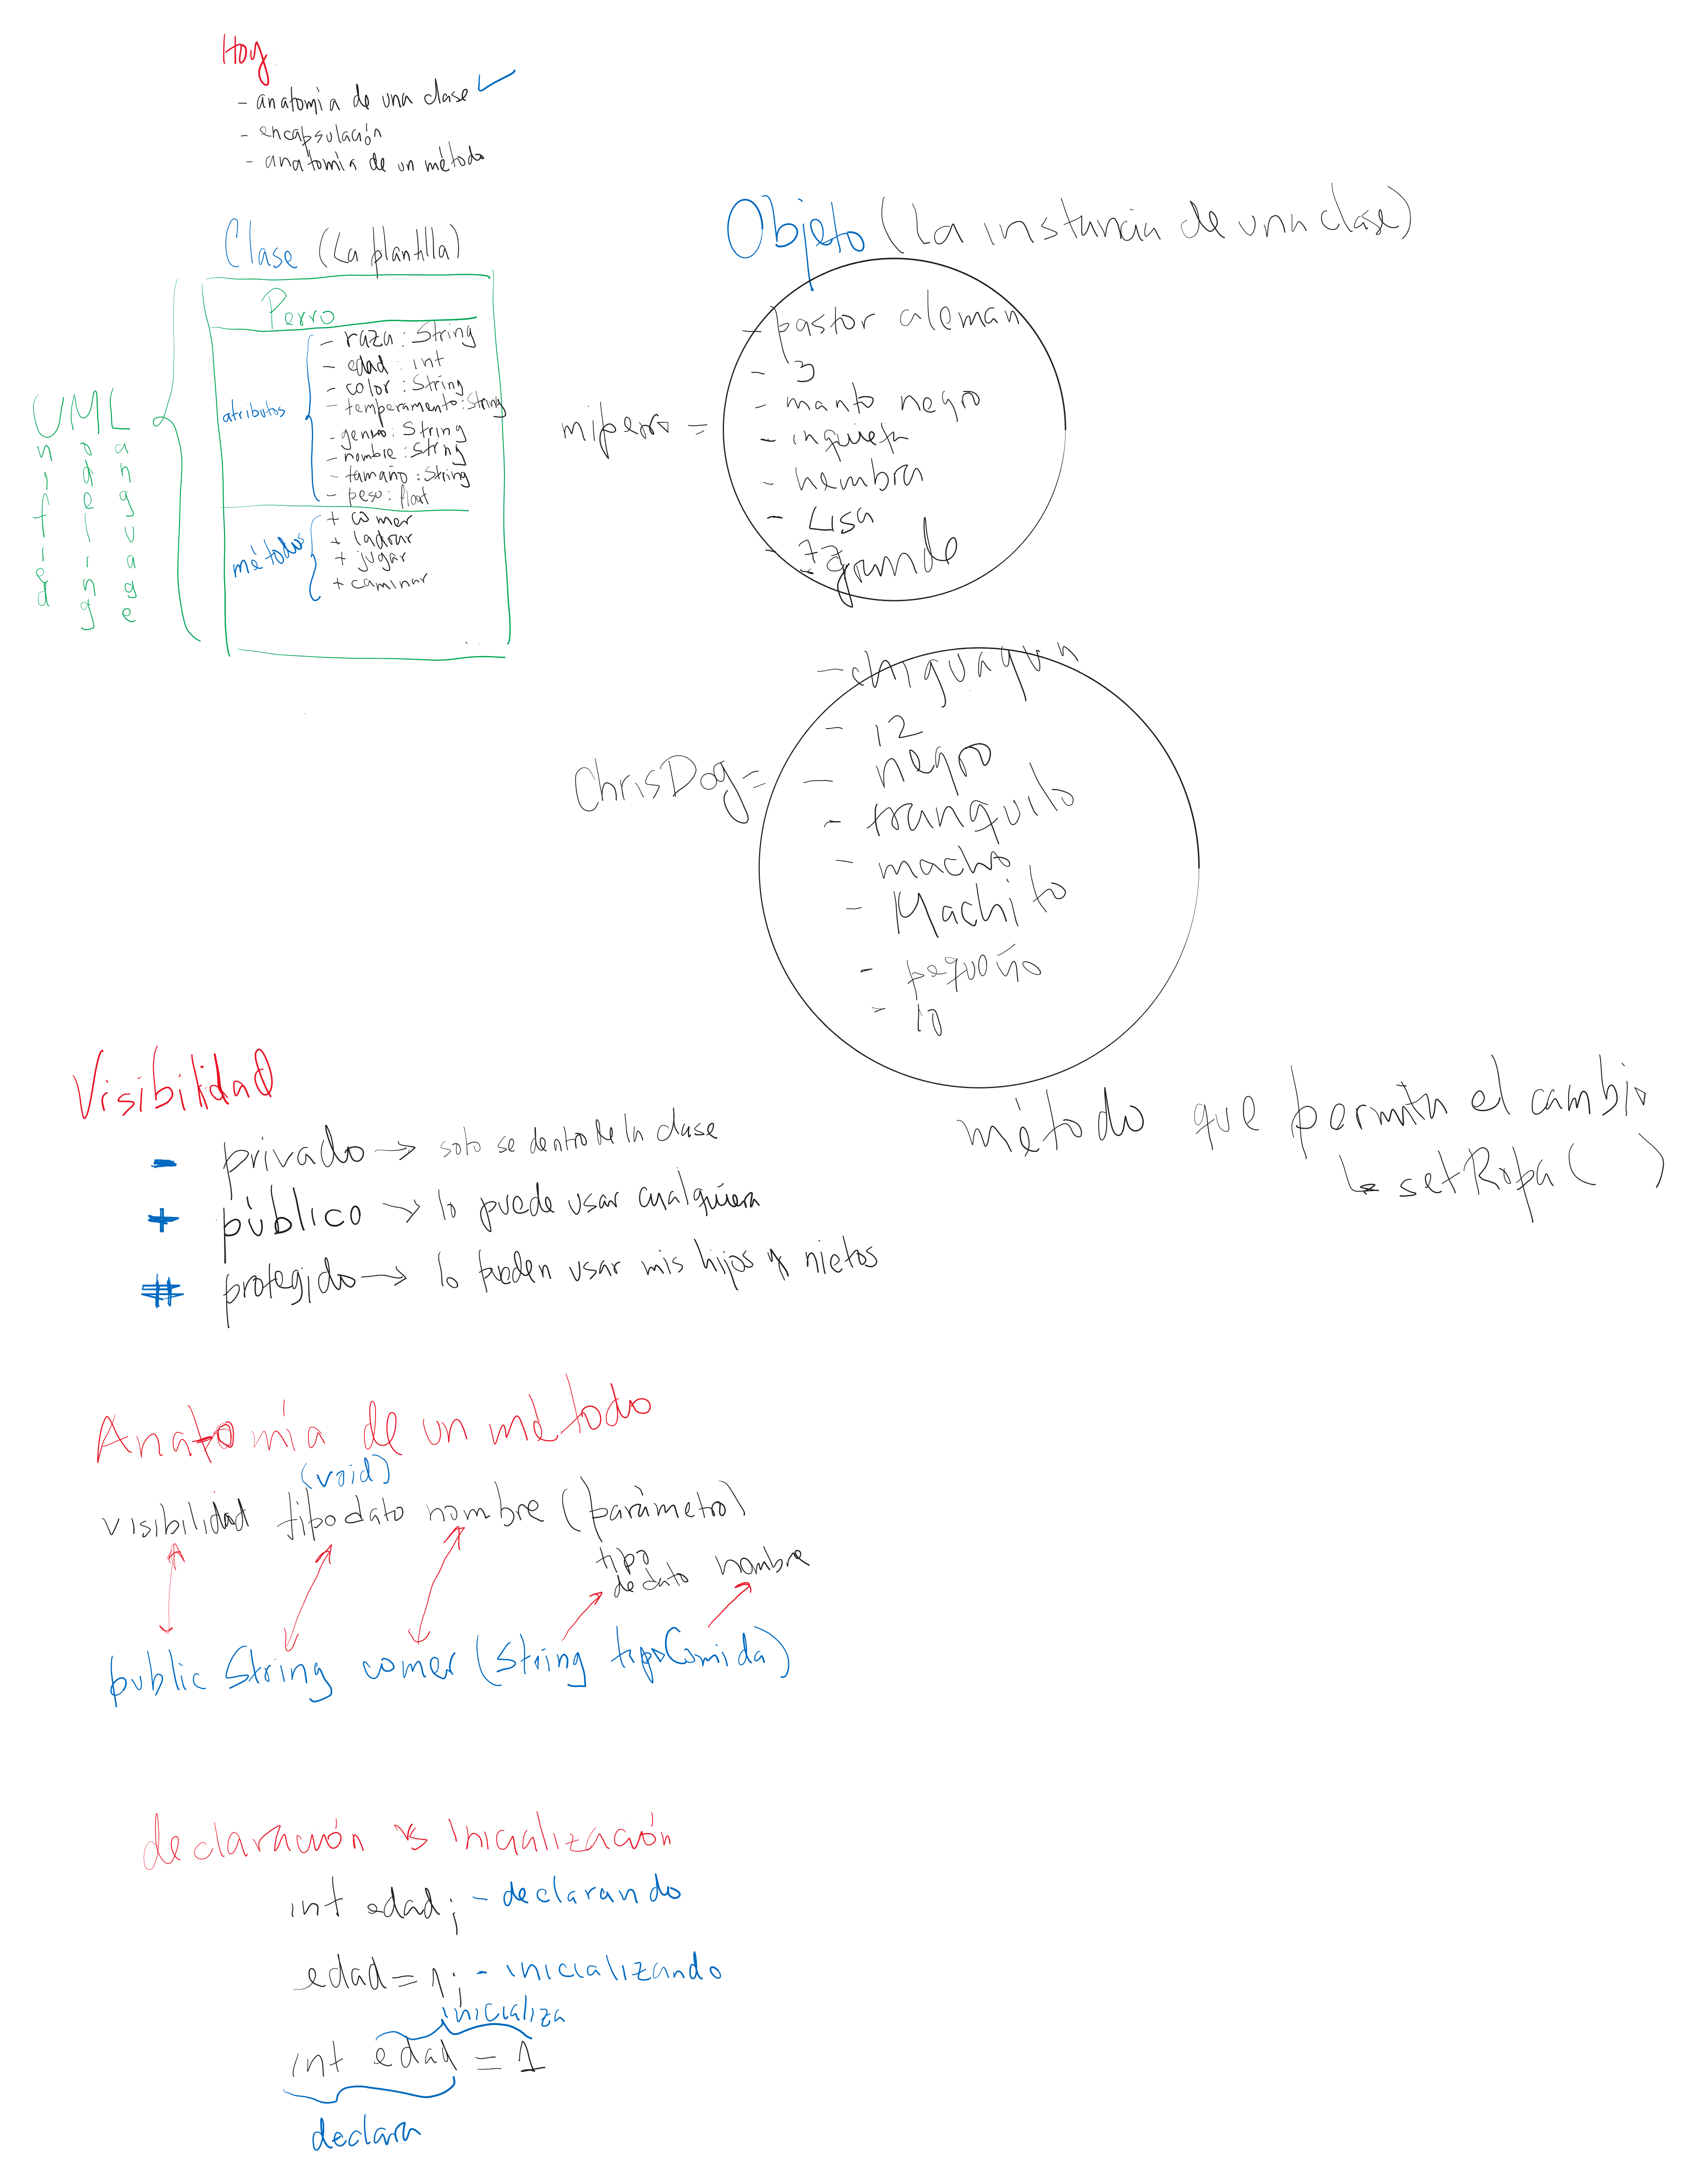 Hoy
- anatomia de una clase
- encapsulación
- anatomia de un método
Clase (La plantilla)
Perro
atributos
- raza: String
- edad: int
- color: String
- temperamento: String
- genero: String
- nombre: String
- tamaño: String
- peso: float
métodos
+ comer
+ ladrar
+ jugar
+ caminar
UML
Unified
Modeling
Language
Objeto (La instancia de una clase)
miperro =
- pastor aleman
- 3
- manto negro
- inquieta
- hembra
- Lisa
- grande
ChrisDog =
- chiguagua
- 12
- negro
- tranquilo
- macho
- Machito
- pequeño
- 10
Visibilidad
- privado → solo se dentro de la clase
+ público → lo puede usar cualquiera
# protegido → lo pueden usar mis hijos y nietos
método que permita el cambio
setRopa( )
Anatomía de un método
(void)
visibilidad tipo dato nombre (parámetro)
tipo de dato nombre
public String comer (String tipoComida)
declaración vs inicialización
int edad; - declarando
edad = 1; - inicializando
inicializa
int edad = 1
declara